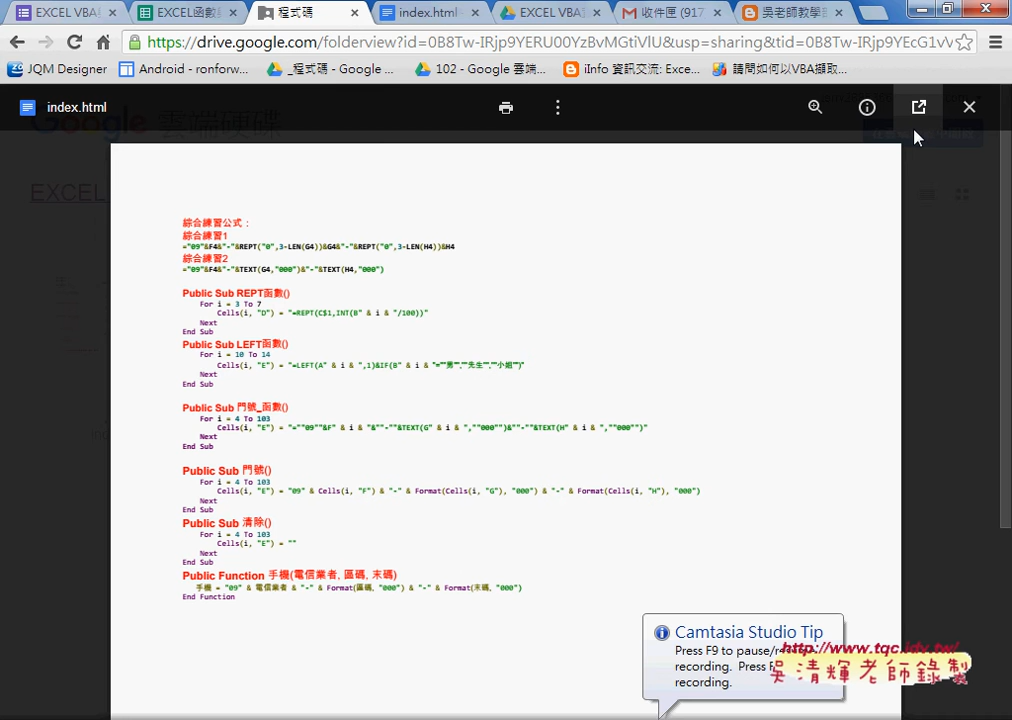 EXCEL VBA
EXCEL函數
程式碼
index.html
EXCEL VBA
收件匣 (917
吳老師教學
https://drive.google.com/folderview?id=0B8Tw-IRjp9YERU00YzBvMGtiVlU&usp=sharing&tid=0B8Tw-IRjp9YEcG1vV
JQM Designer
Android - ronforw...
_程式碼 - Google ...
102 - Google 雲端...
iInfo 資訊交流: Exce...
請問如何以VBA擷取...
index.html
Google 雲端硬碟
EXCEL
綜合練習公式：
綜合練習1
="09"&F4&"-"&REPT("0",3-LEN(G4))&G4&"-"&REPT("0",3-LEN(H4))&H4
綜合練習2
="09"&F4&"-"&TEXT(G4,"000")&"-"&TEXT(H4,"000")
Public Sub REPT函數()
For i = 3 To 7
Cells(i, "D") = "=REPT(C$1,INT(B" & i & "/100))"
Next
End Sub
Public Sub LEFT函數()
For i = 10 To 14
Cells(i, "E") = "=LEFT(A" & i & ",1)&IF(B" & i & "=""男"",""先生"",""小姐"")"
Next
End Sub
Public Sub 門號_函數()
For i = 4 To 103
Cells(i, "E") = "=""09""&F" & i & "&""-""&TEXT(G" & i & ",""000"")&""-""&TEXT(H" & i & ",""000"")"
Next
End Sub
Public Sub 門號()
For i = 4 To 103
Cells(i, "E") = "09" & Cells(i, "F") & "-" & Format(Cells(i, "G"), "000") & "-" & Format(Cells(i, "H"), "000")
Next
End Sub
Public Sub 清除()
For i = 4 To 103
Cells(i, "E") = ""
Next
End Sub
Public Function 手機(電信業者, 區碼, 末碼)
手機 = "09" & 電信業者 & "-" & Format(區碼, "000") & "-" & Format(末碼, "000")
End Function
Camtasia Studio Tip
Press F9 to pause/
recording. Press
recording.
http://www.tqc.idv.tw/
吳清輝老師錄製